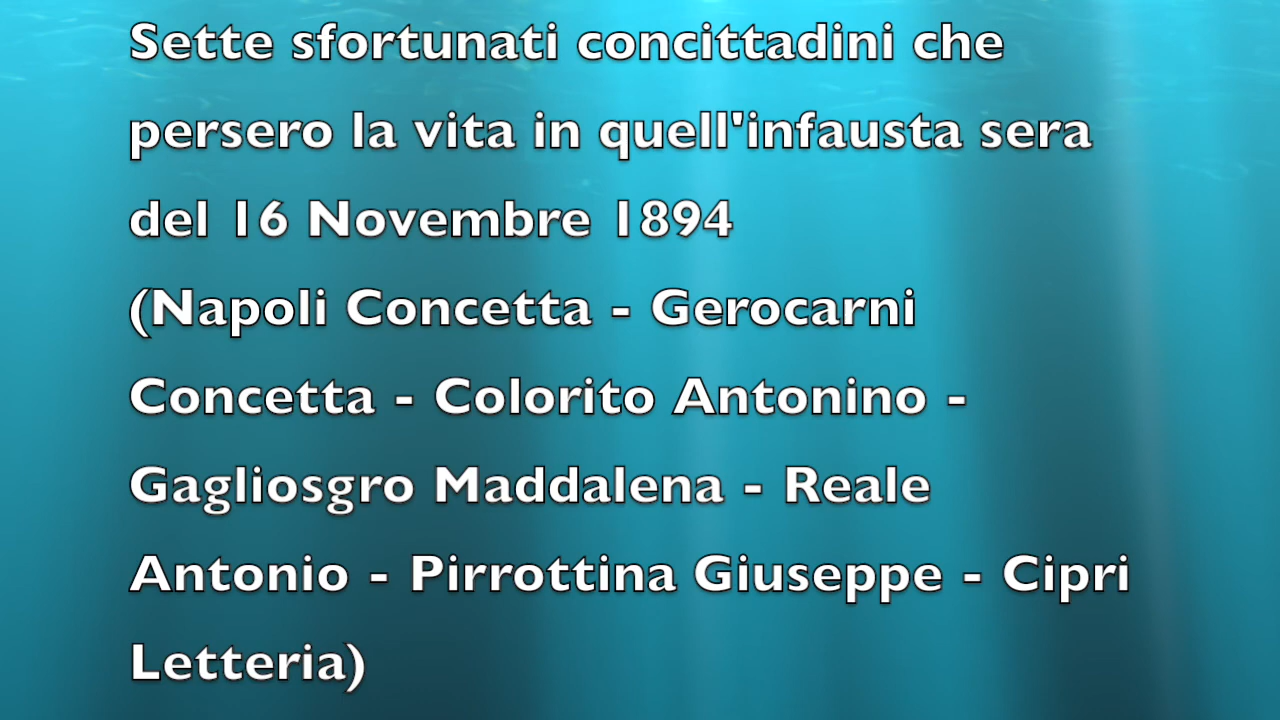 Sette sfortunati concittadini che
persero la vita in quell'infausta sera
del 16 Novembre 1894
(Napoli Concetta - Gerocarni
Concetta - Colorito Antonino -
Gagliosgro Maddalena - Reale
Antonio - Pirrottina Giuseppe - Cipri
Letteria)